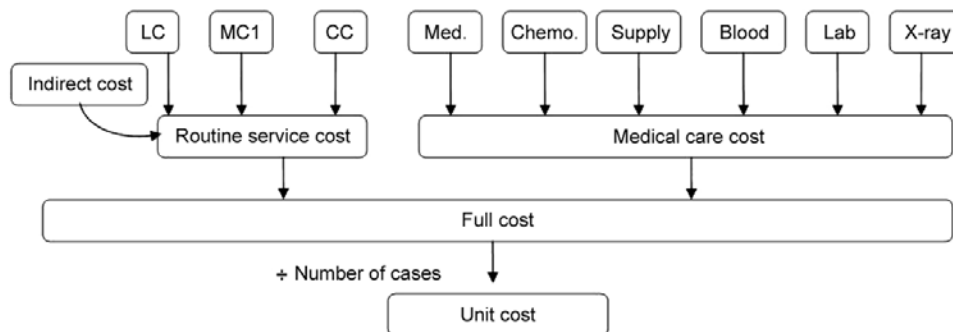 LC MC1 CC Med. Chemo. Supply Blood Lab X-ray
Indirect cost
Routine service cost Medical care cost
Full cost
÷ Number of cases
Unit cost